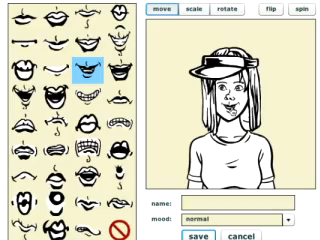 move scale rotate flip spin
name:
mood: normal
save cancel